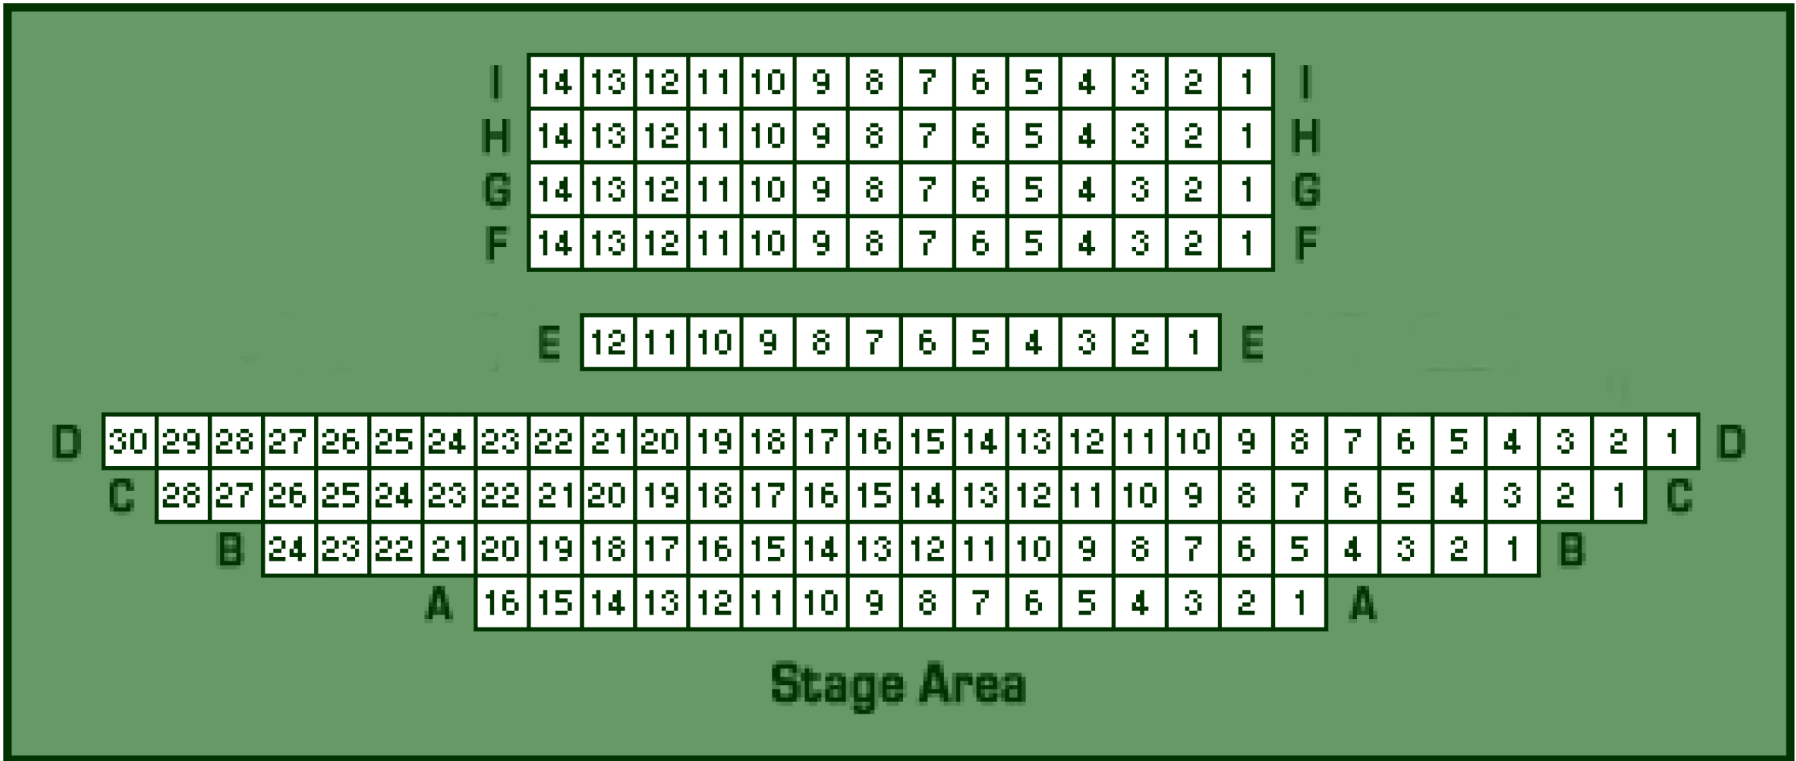 I 14 13 12 11 10 9 8 7 6 5 4 3 2 1 I
H 14 13 12 11 10 9 8 7 6 5 4 3 2 1 H
G 14 13 12 11 10 9 8 7 6 5 4 3 2 1 G
F 14 13 12 11 10 9 8 7 6 5 4 3 2 1 F
E 12 11 10 9 8 7 6 5 4 3 2 1 E
D 30 29 28 27 26 25 24 23 22 21 20 19 18 17 16 15 14 13 12 11 10 9 8 7 6 5 4 3 2 1 D
C 28 27 26 25 24 23 22 21 20 19 18 17 16 15 14 13 12 11 10 9 8 7 6 5 4 3 2 1 C
B 24 23 22 21 20 19 18 17 16 15 14 13 12 11 10 9 8 7 6 5 4 3 2 1 B
A 16 15 14 13 12 11 10 9 8 7 6 5 4 3 2 1 A
Stage Area